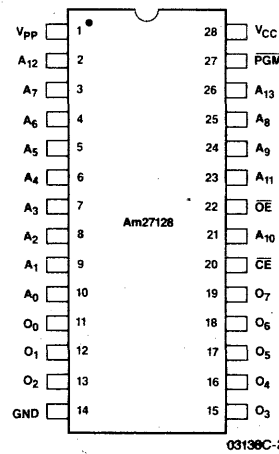 VPP 1 28 VCC
A12 2 27 PGM
A7 3 26 A13
A6 4 25 A8
A5 5 24 A9
A4 6 23 A11
A3 7 22 OE
Am27128
A2 8 21 A10
A1 9 20 CE
A0 10 19 O7
O0 11 18 O6
O1 12 17 O5
O2 13 16 O4
GND 14 15 O3
03138C-2